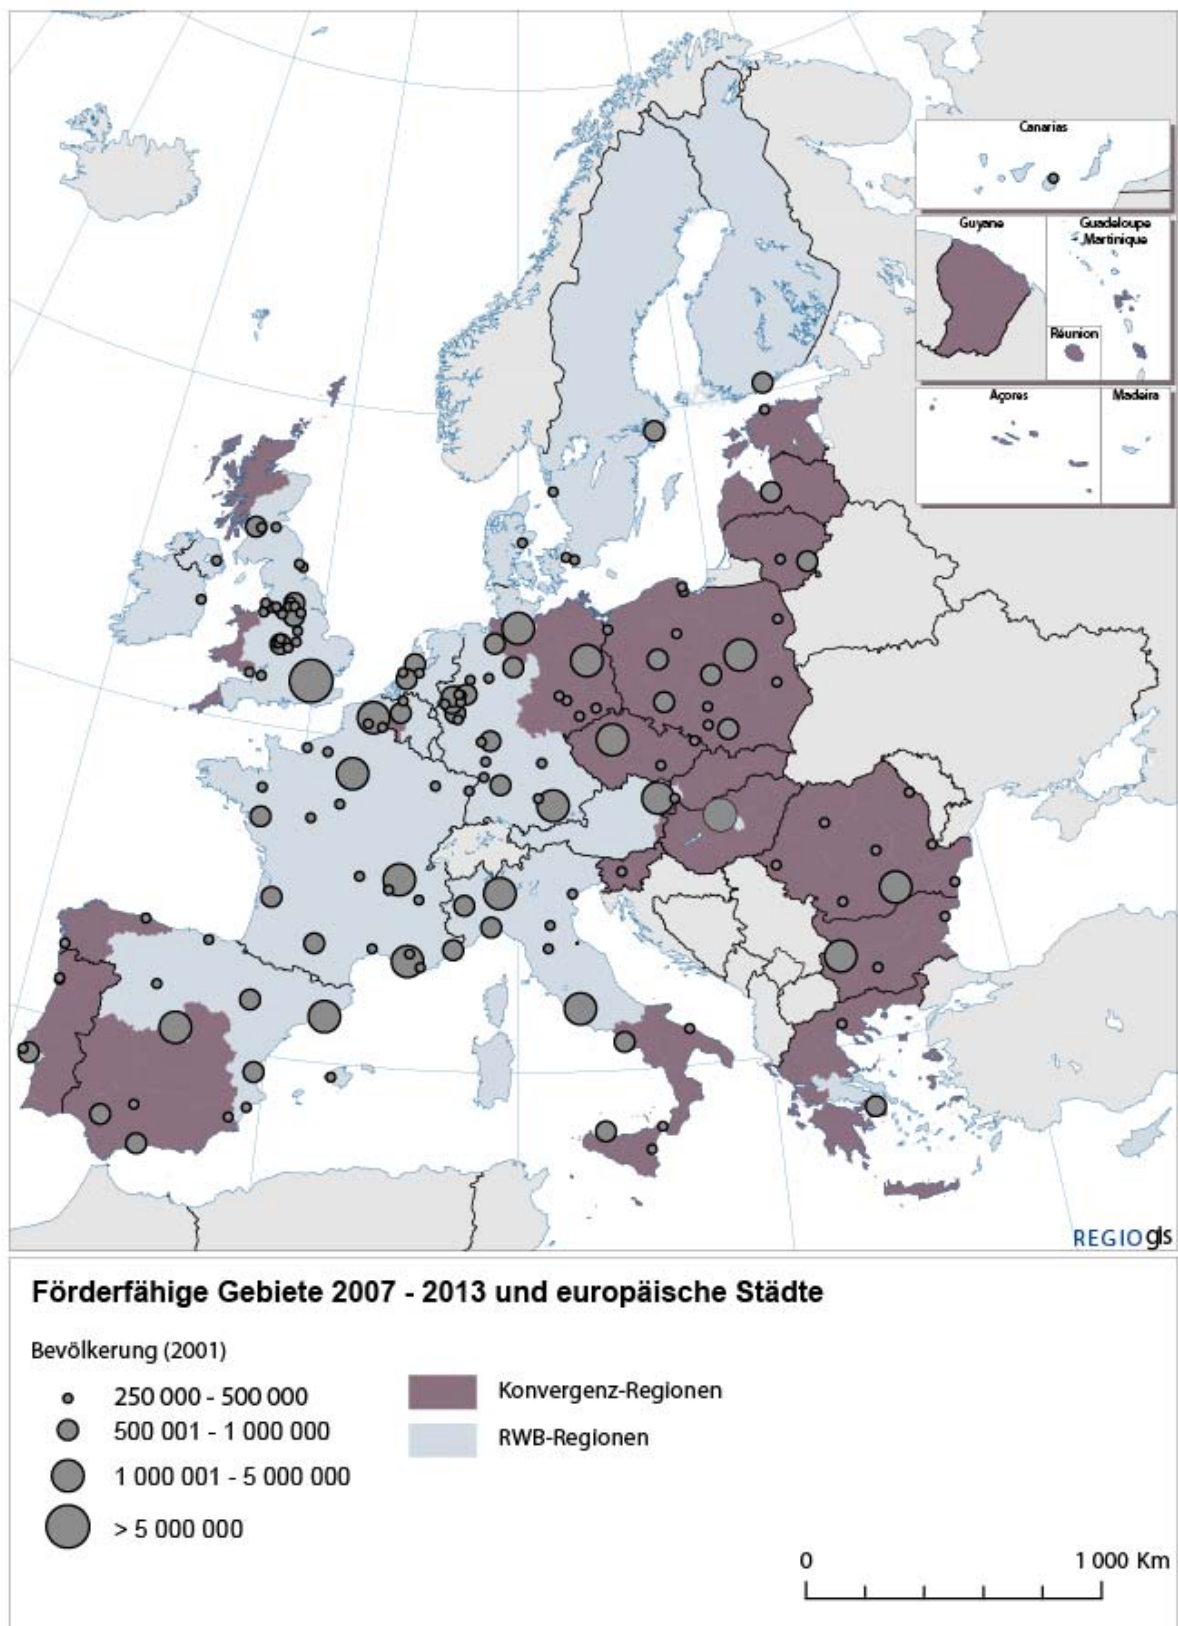 Canarias
Guyane
Guadeloupe
Martinique
Réunion
Açores
Madeira
REGIOgis
Förderfähige Gebiete 2007 - 2013 und europäische Städte
Bevölkerung (2001)
250 000 - 500 000
500 001 - 1 000 000
1 000 001 - 5 000 000
> 5 000 000
Konvergenz-Regionen
RWB-Regionen
0
1 000 Km